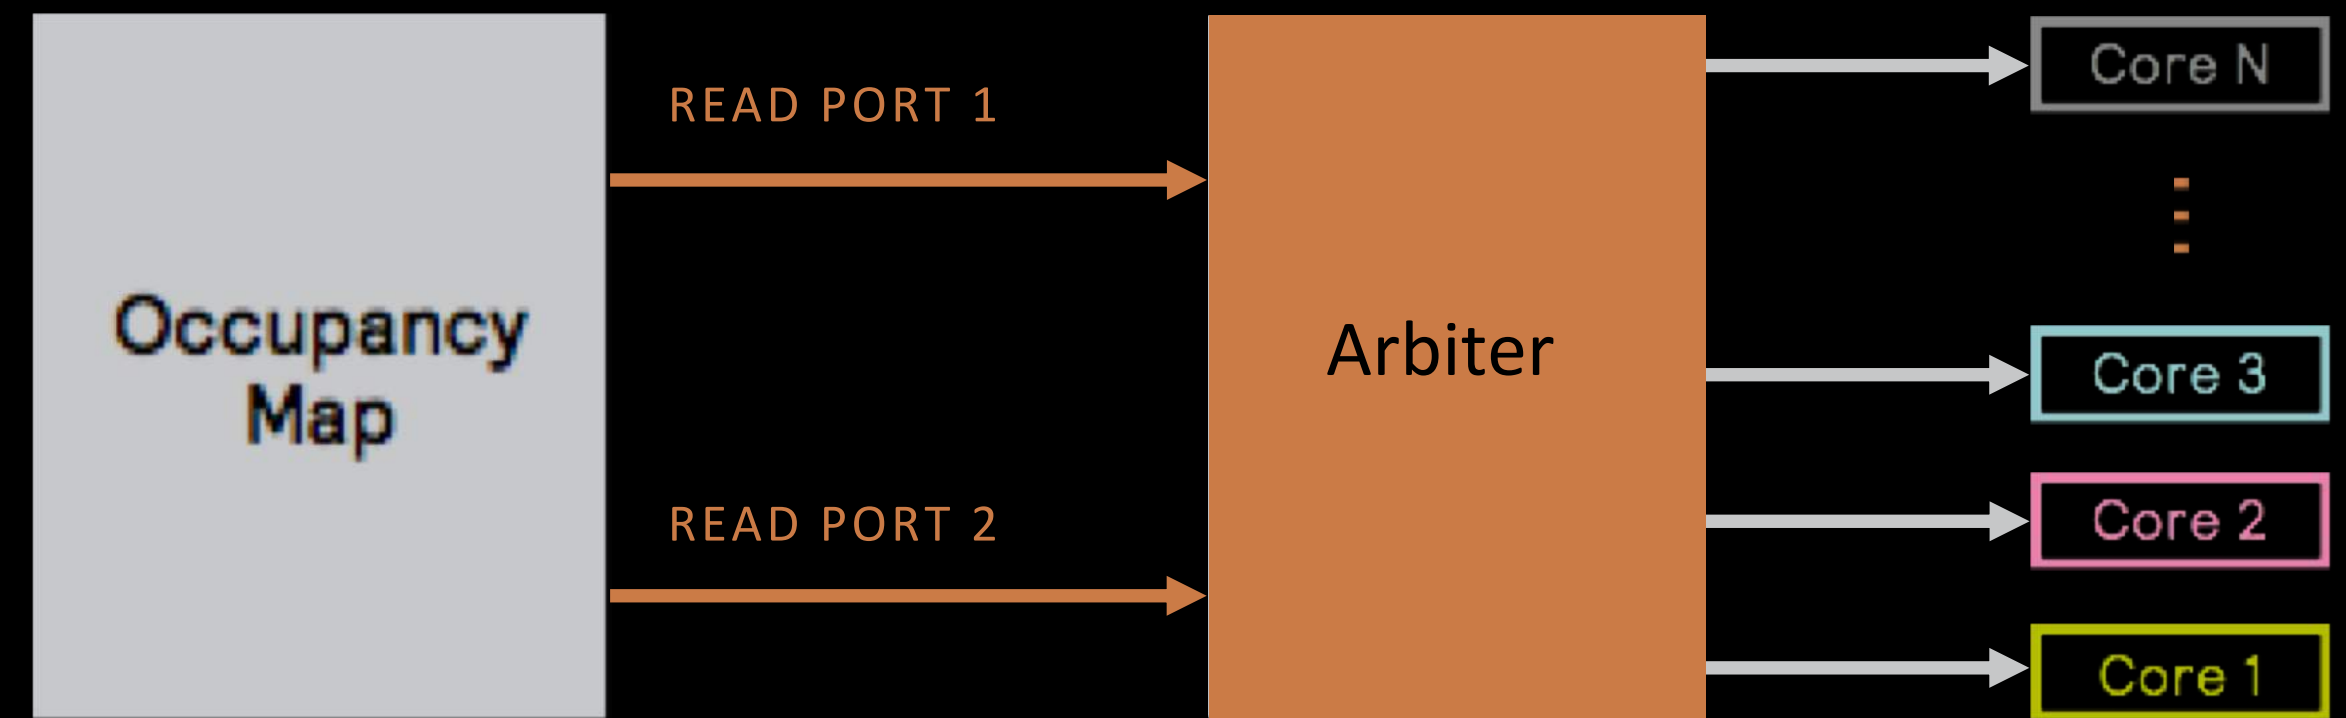 Occupancy
Map
READ PORT 1
READ PORT 2
Arbiter
Core N
Core 3
Core 2
Core 1